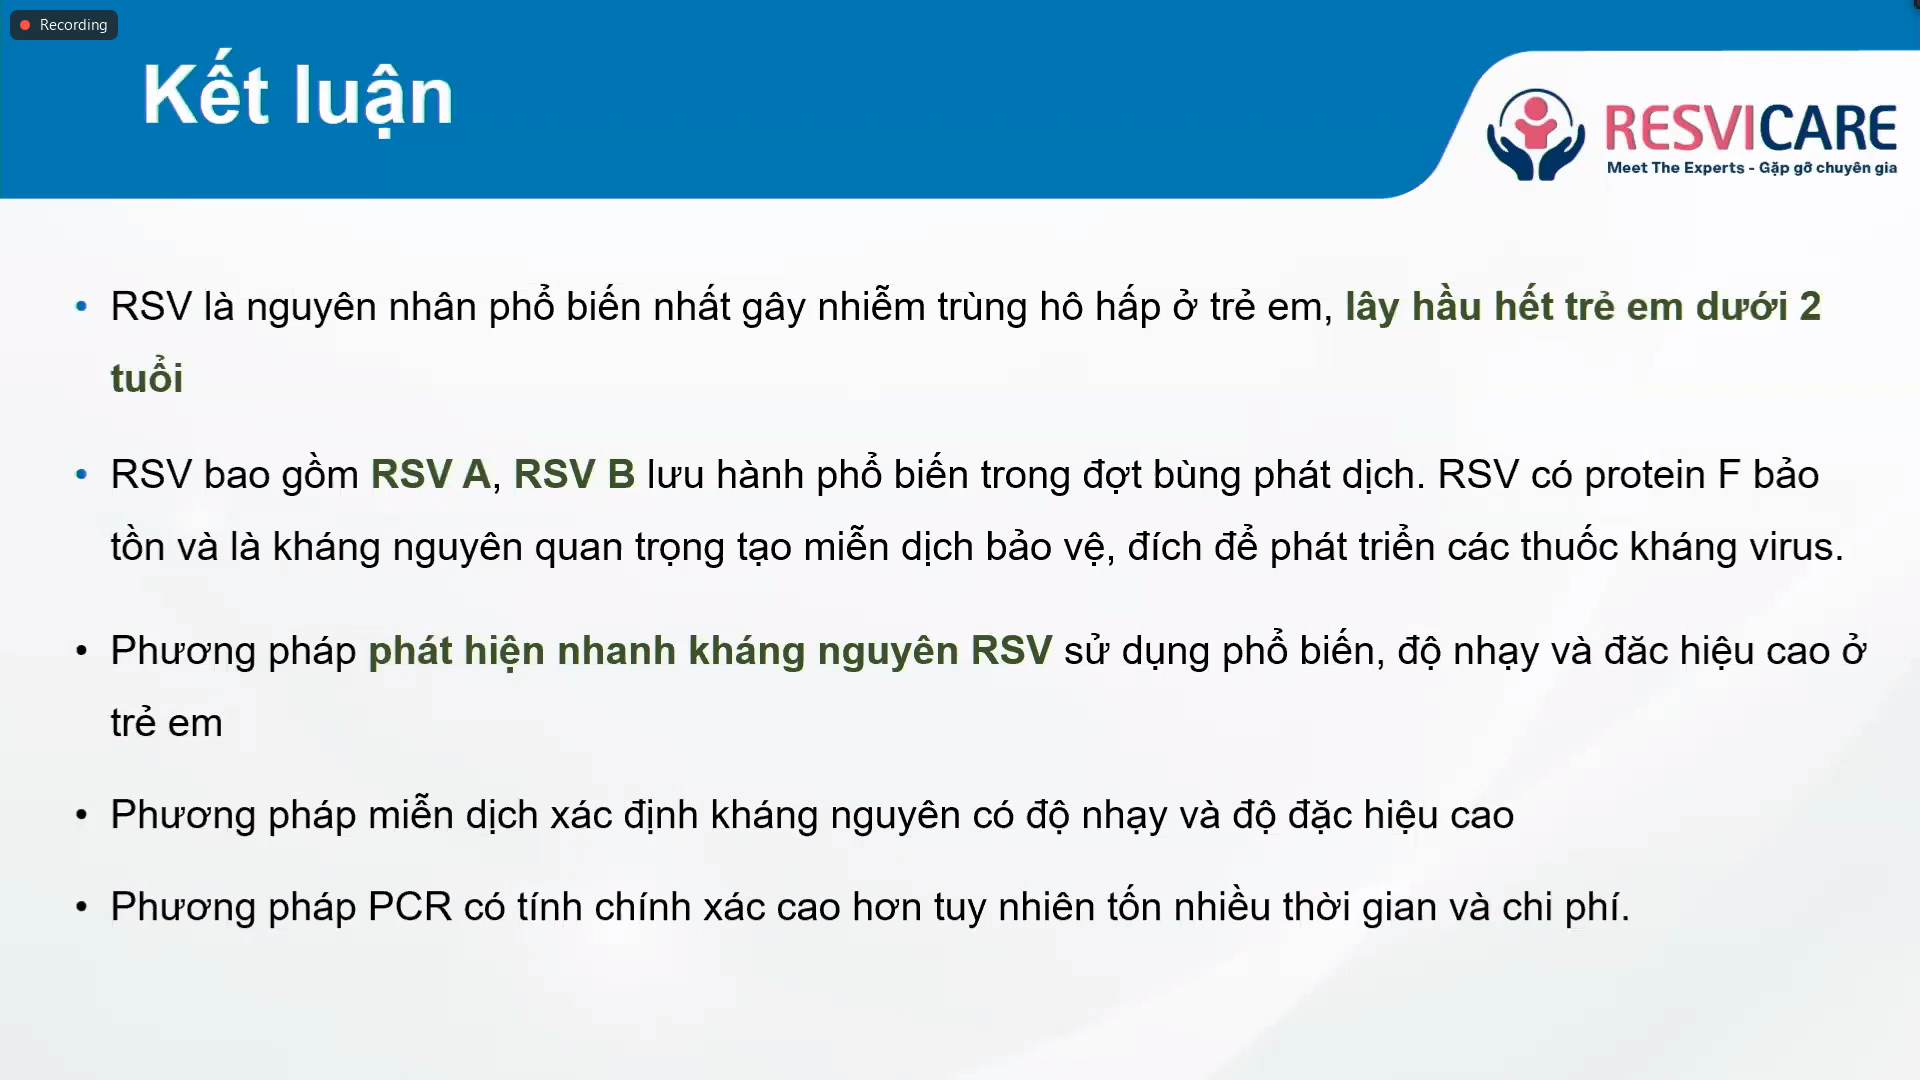 Recording
Kết luận
RESVICARE
Meet The Experts - Gặp gỡ chuyên gia
• RSV là nguyên nhân phổ biến nhất gây nhiễm trùng hô hấp ở trẻ em, lây hầu hết trẻ em dưới 2
tuổi
• RSV bao gồm RSV A, RSV B lưu hành phổ biến trong đợt bùng phát dịch. RSV có protein F bảo
tồn và là kháng nguyên quan trọng tạo miễn dịch bảo vệ, đích để phát triển các thuốc kháng virus.
• Phương pháp phát hiện nhanh kháng nguyên RSV sử dụng phổ biến, độ nhạy và đăc hiệu cao ở
trẻ em
• Phương pháp miễn dịch xác định kháng nguyên có độ nhạy và độ đặc hiệu cao
• Phương pháp PCR có tính chính xác cao hơn tuy nhiên tốn nhiều thời gian và chi phí.